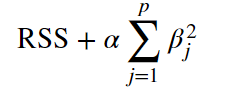 RSS + α ∑_{j=1}^{p} β_j^2